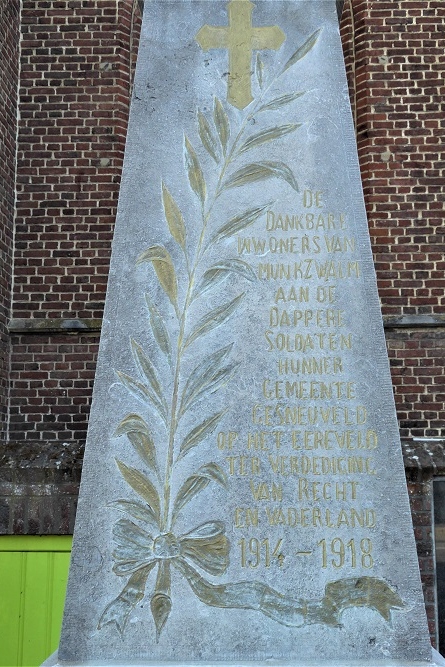 DE
DANKBARE
INWONERS VAN
MUNKZWALM
AAN DE
DAPPERE
SOLDATEN
HUNNER
GEMEENTE
GESNEUVELD
OP HET EEREVELD
TER VERDEDIGING
VAN RECHT
EN VADERLAND
1914 - 1918